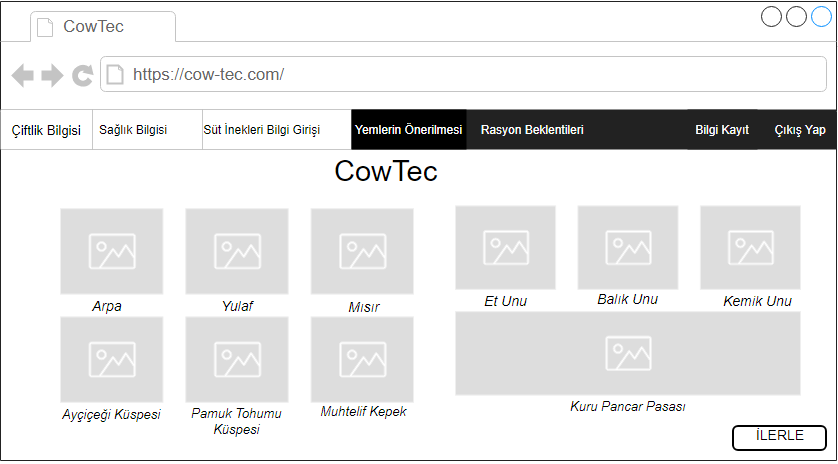 CowTec
https://cow-tec.com/
Çiftlik Bilgisi Sağlık Bilgisi Süt İnekleri Bilgi Girişi Yemlerin Önerilmesi Rasyon Beklentileri Bilgi Kayıt Çıkış Yap
CowTec
Arpa Yulaf Mısır Et Unu Balık Unu Kemik Unu
Ayçiçeği Küspesi Pamuk Tohumu Muhtelif Kepek Kuru Pancar Pasası
Küspesi
İLERLE